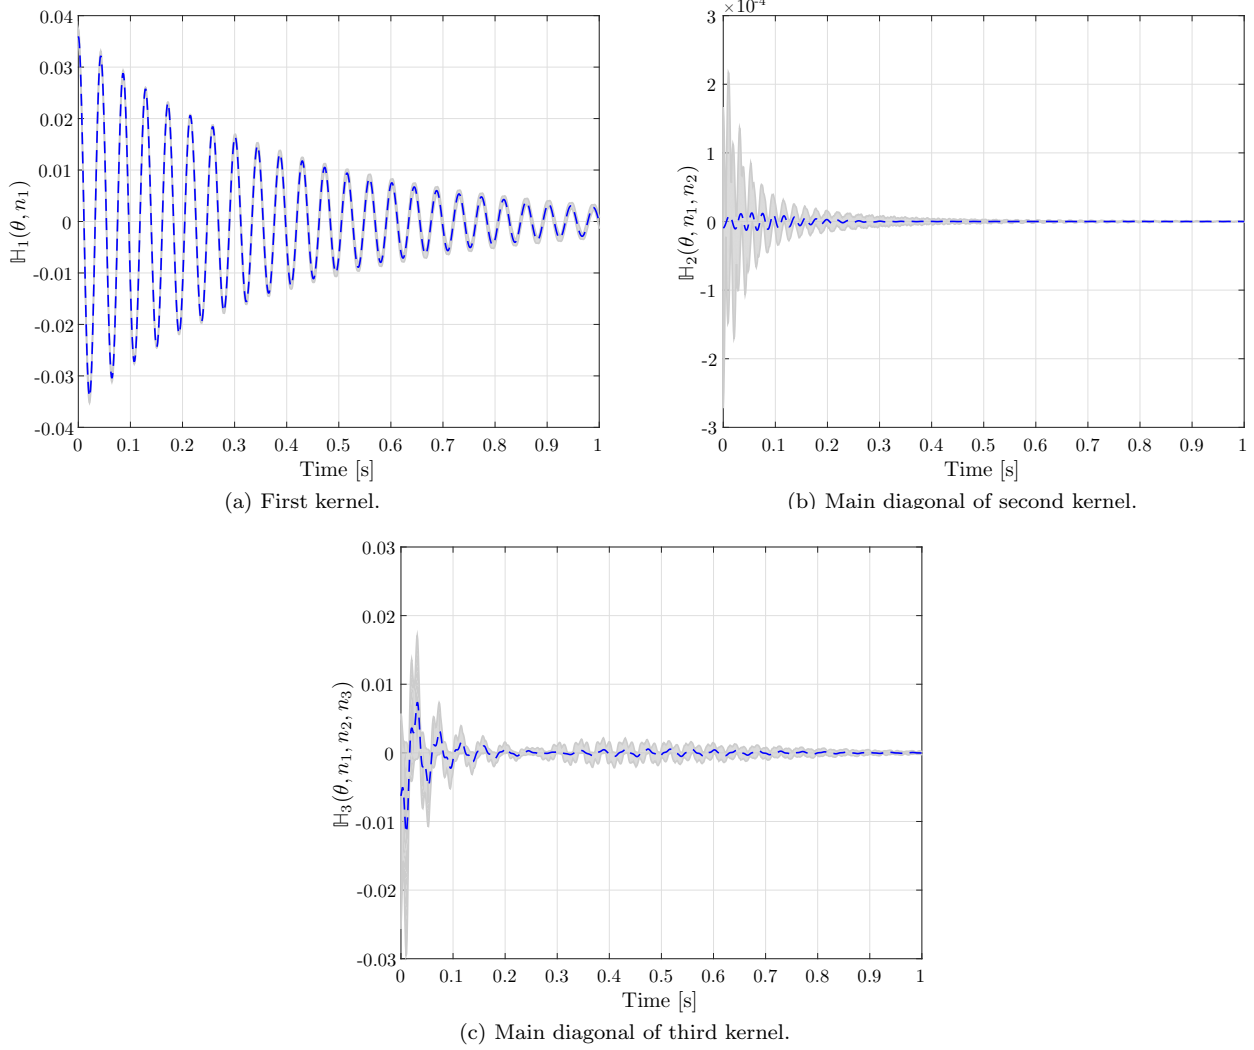 0.04
0.03
0.02
0.01
0
-0.01
-0.02
-0.03
-0.04
ℍ₁(θ, n₁)
0 0.1 0.2 0.3 0.4 0.5 0.6 0.7 0.8 0.9 1
Time [s]
(a) First kernel.
×10⁻⁴
3
2
1
0
-1
-2
-3
ℍ₂(θ, n₁, n₂)
0 0.1 0.2 0.3 0.4 0.5 0.6 0.7 0.8 0.9 1
Time [s]
(b) Main diagonal of second kernel.
0.03
0.02
0.01
0
-0.01
-0.02
-0.03
ℍ₃(θ, n₁, n₂, n₃)
0 0.1 0.2 0.3 0.4 0.5 0.6 0.7 0.8 0.9 1
Time [s]
(c) Main diagonal of third kernel.